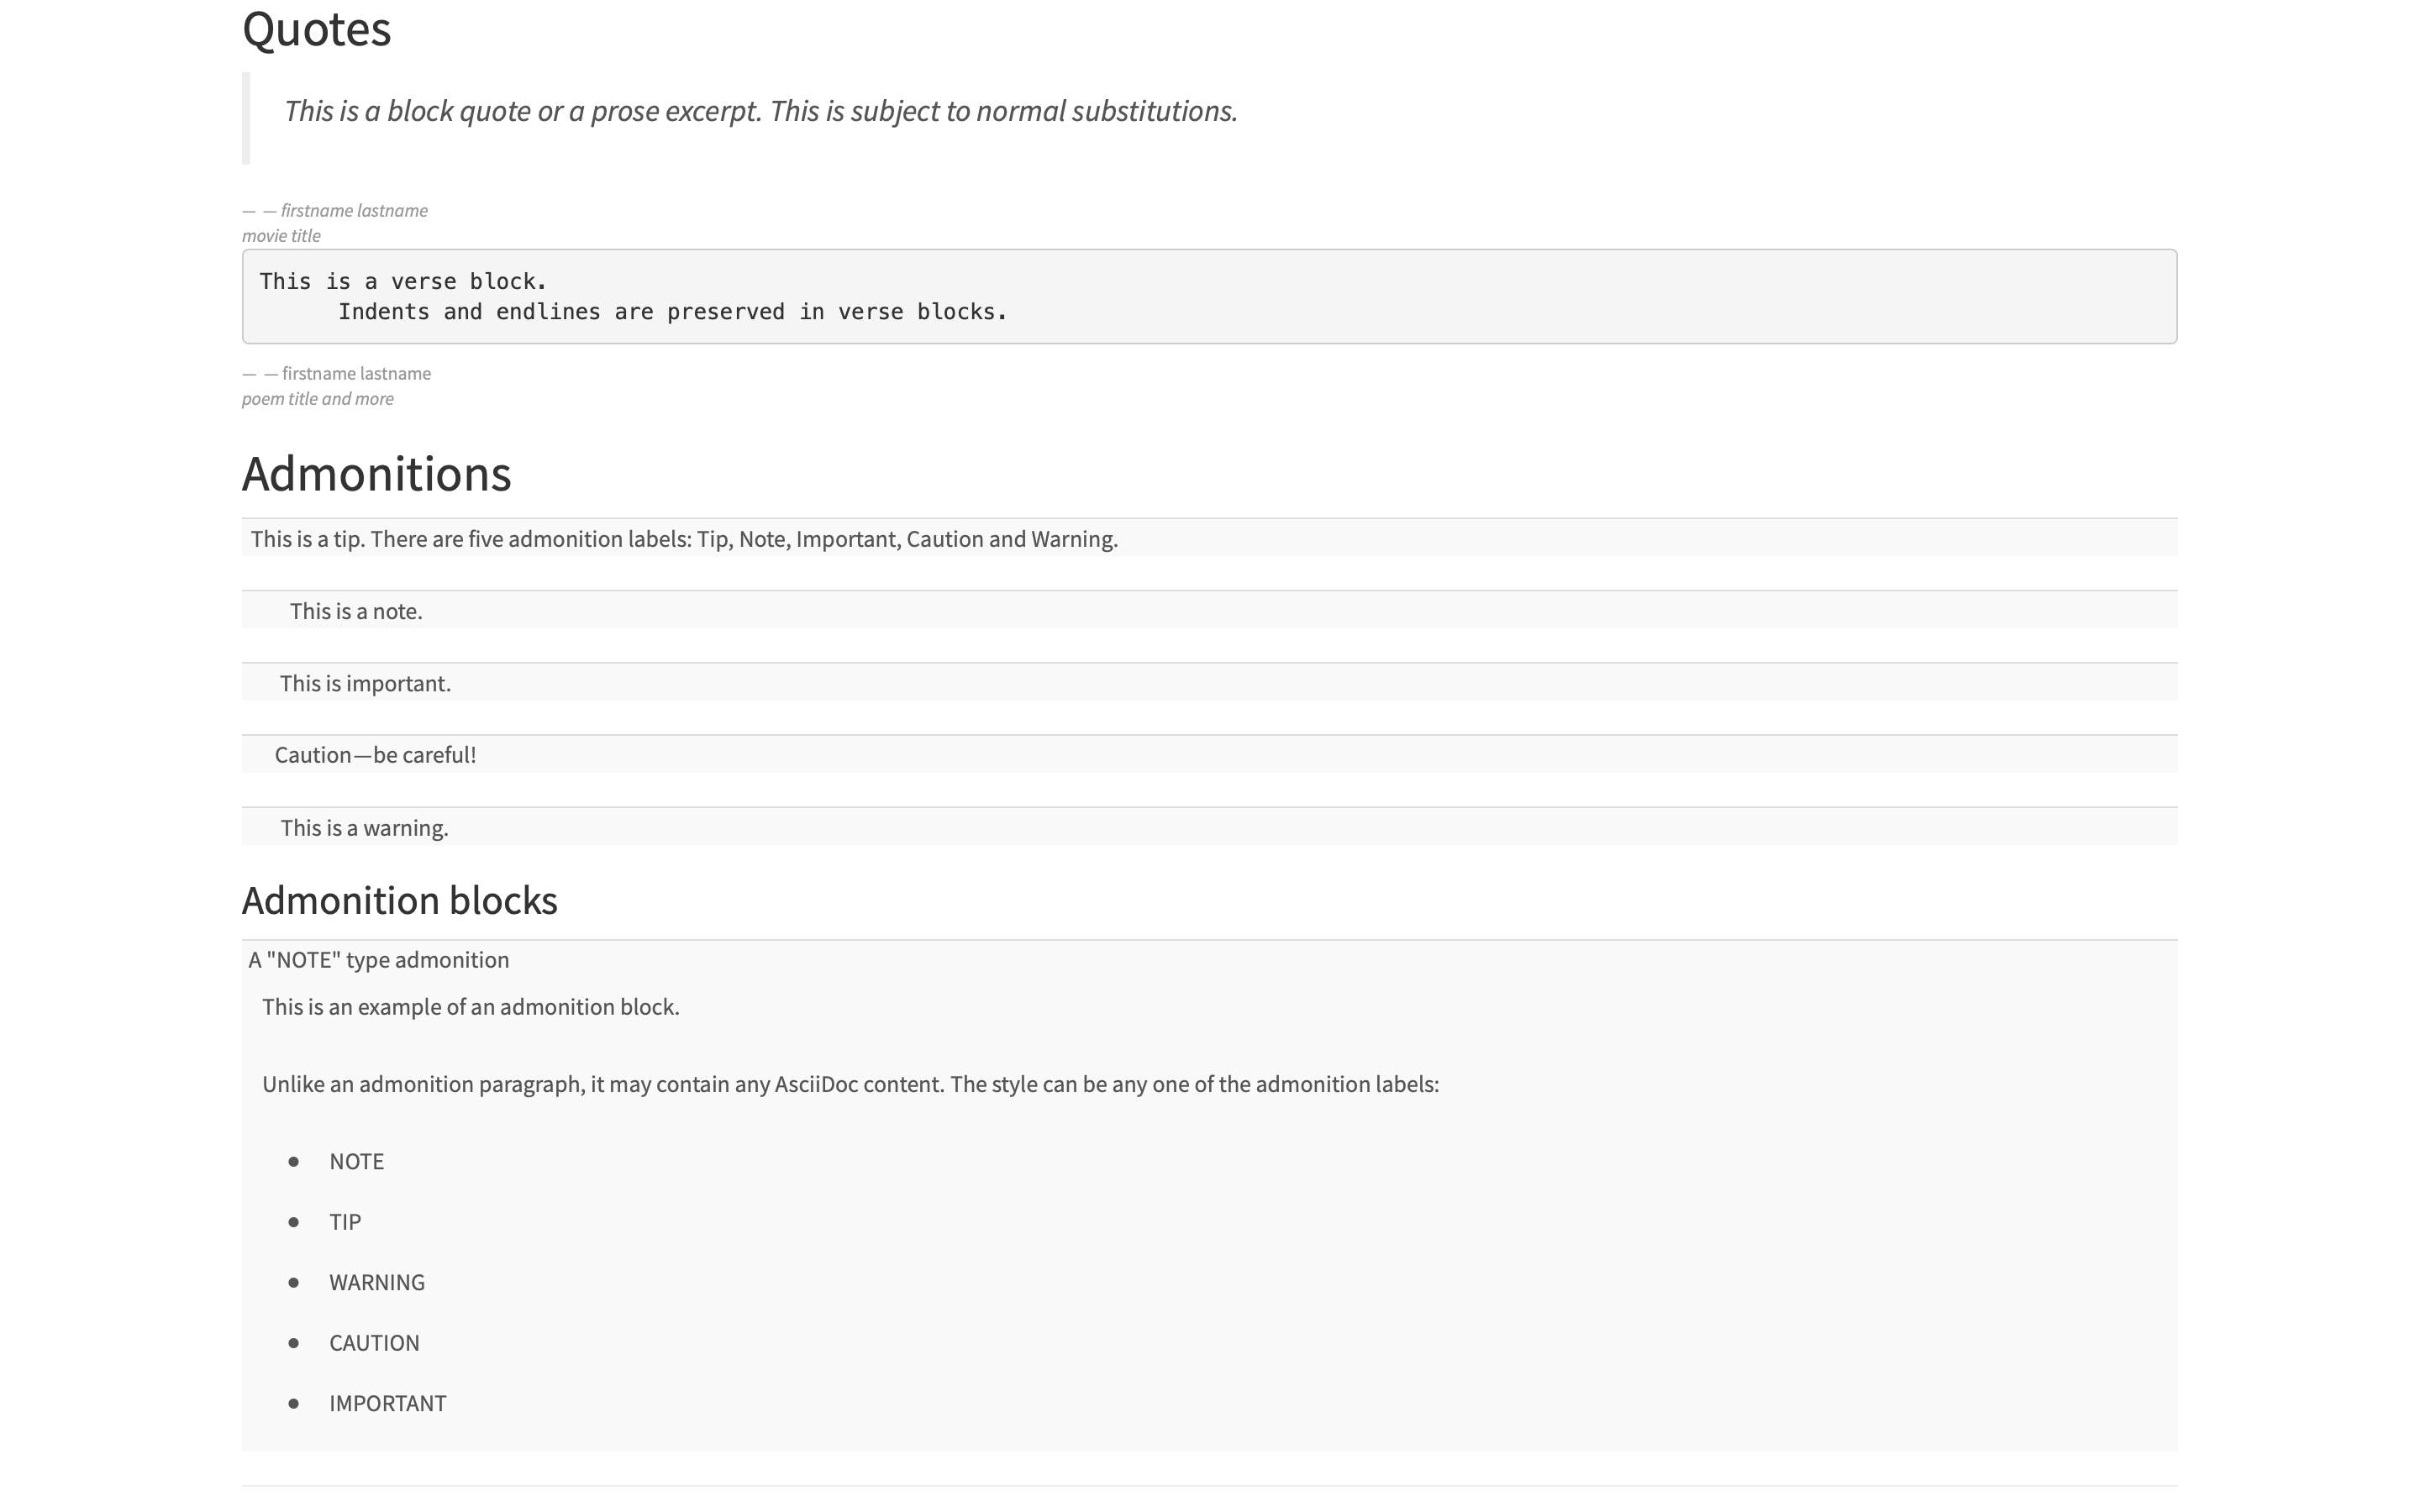 Quotes
This is a block quote or a prose excerpt. This is subject to normal substitutions.
— — firstname lastname
movie title
This is a verse block.
      Indents and endlines are preserved in verse blocks.
— — firstname lastname
poem title and more
Admonitions
This is a tip. There are five admonition labels: Tip, Note, Important, Caution and Warning.
This is a note.
This is important.
Caution—be careful!
This is a warning.
Admonition blocks
A "NOTE" type admonition
This is an example of an admonition block.
Unlike an admonition paragraph, it may contain any AsciiDoc content. The style can be any one of the admonition labels:
● NOTE
● TIP
● WARNING
● CAUTION
● IMPORTANT